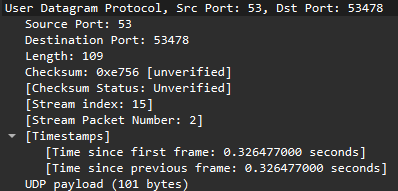 User Datagram Protocol, Src Port: 53, Dst Port: 53478
Source Port: 53
Destination Port: 53478
Length: 109
Checksum: 0xe756 [unverified]
[Checksum Status: Unverified]
[Stream index: 15]
[Stream Packet Number: 2]
[Timestamps]
[Time since first frame: 0.326477000 seconds]
[Time since previous frame: 0.326477000 seconds]
UDP payload (101 bytes)